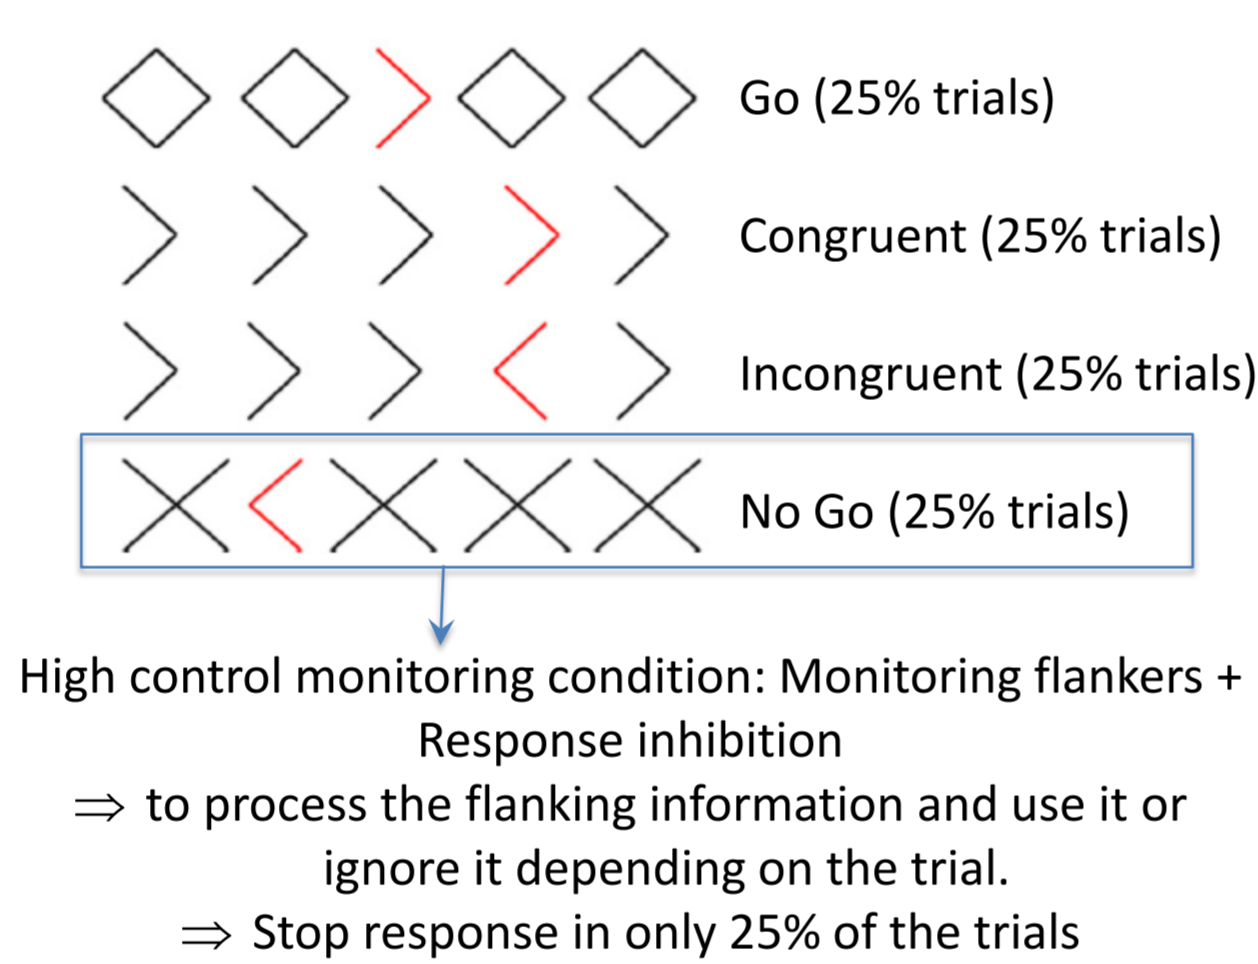 Go (25% trials)
Congruent (25% trials)
Incongruent (25% trials)
No Go (25% trials)
High control monitoring condition: Monitoring flankers +
Response inhibition
⇒ to process the flanking information and use it or
ignore it depending on the trial.
⇒ Stop response in only 25% of the trials